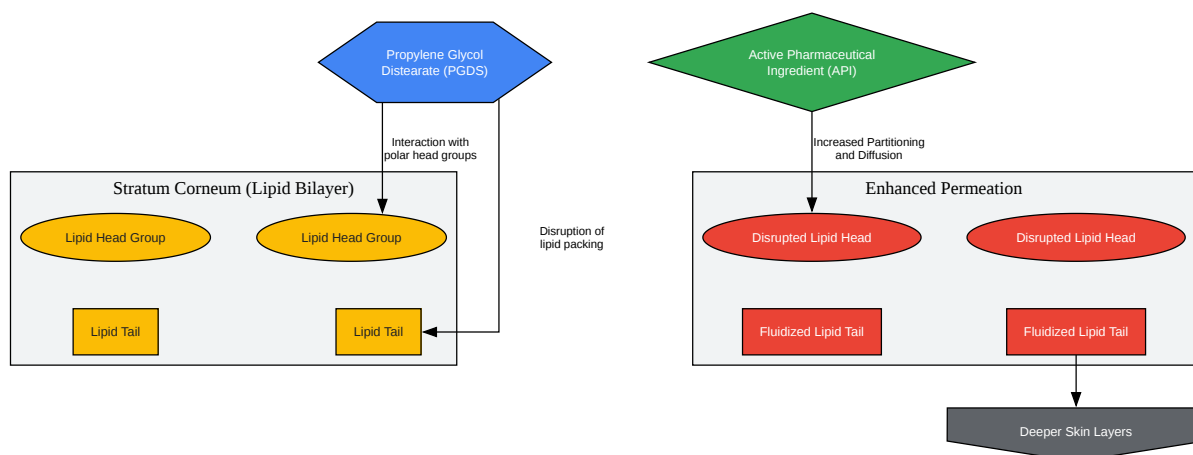 Propylene Glycol
Distearate (PGDS)
Active Pharmaceutical
Ingredient (API)
Interaction with
polar head groups
Increased Partitioning
and Diffusion
Stratum Corneum (Lipid Bilayer)
Enhanced Permeation
Lipid Head Group
Lipid Head Group
Disruption of
lipid packing
Disrupted Lipid Head
Disrupted Lipid Head
Lipid Tail
Lipid Tail
Fluidized Lipid Tail
Fluidized Lipid Tail
Deeper Skin Layers